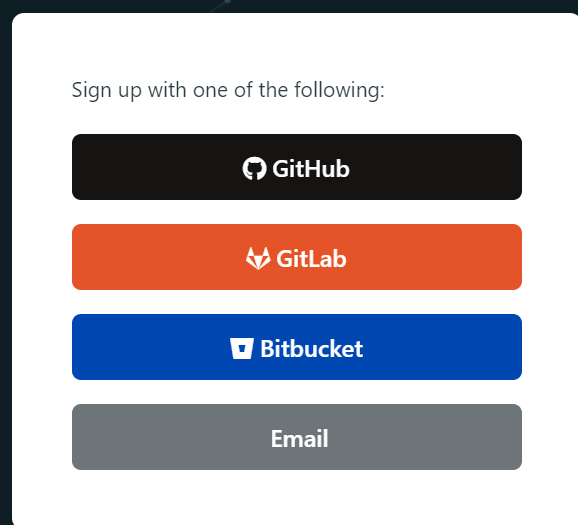 Sign up with one of the following:
GitHub
GitLab
Bitbucket
Email